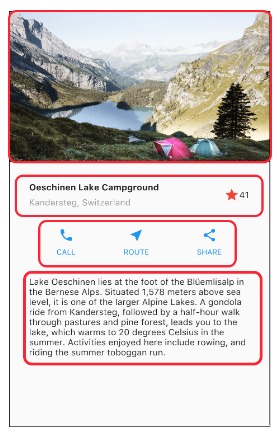 Oeschinen Lake Campground
Kandersteg, Switzerland
41
CALL
ROUTE
SHARE
Oeschinen Lake lies at the foot of the Blüemlisalp in
the Bernese Alps. Situated 1,578 meters above sea
level, it is one of the larger Alpine Lakes. A gondola
ride from Kandersteg, followed by a half-hour walk
through pastures and pine forest, leads you to the
lake, which warms to 20 degrees Celsius in the
summer. Activities enjoyed here include rowing, and
riding the summer toboggan run.